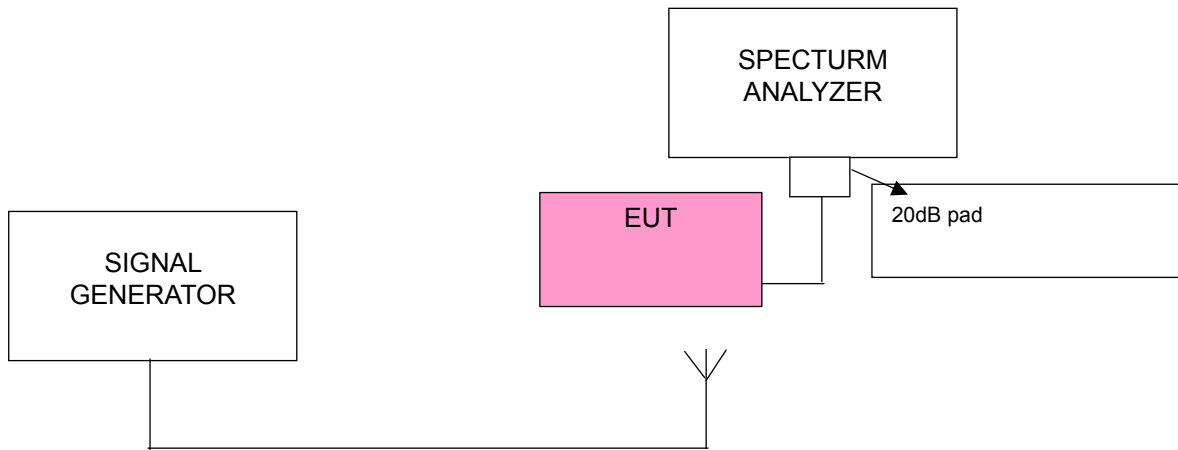 SPECTURM
ANALYZER
EUT
20dB pad
SIGNAL
GENERATOR